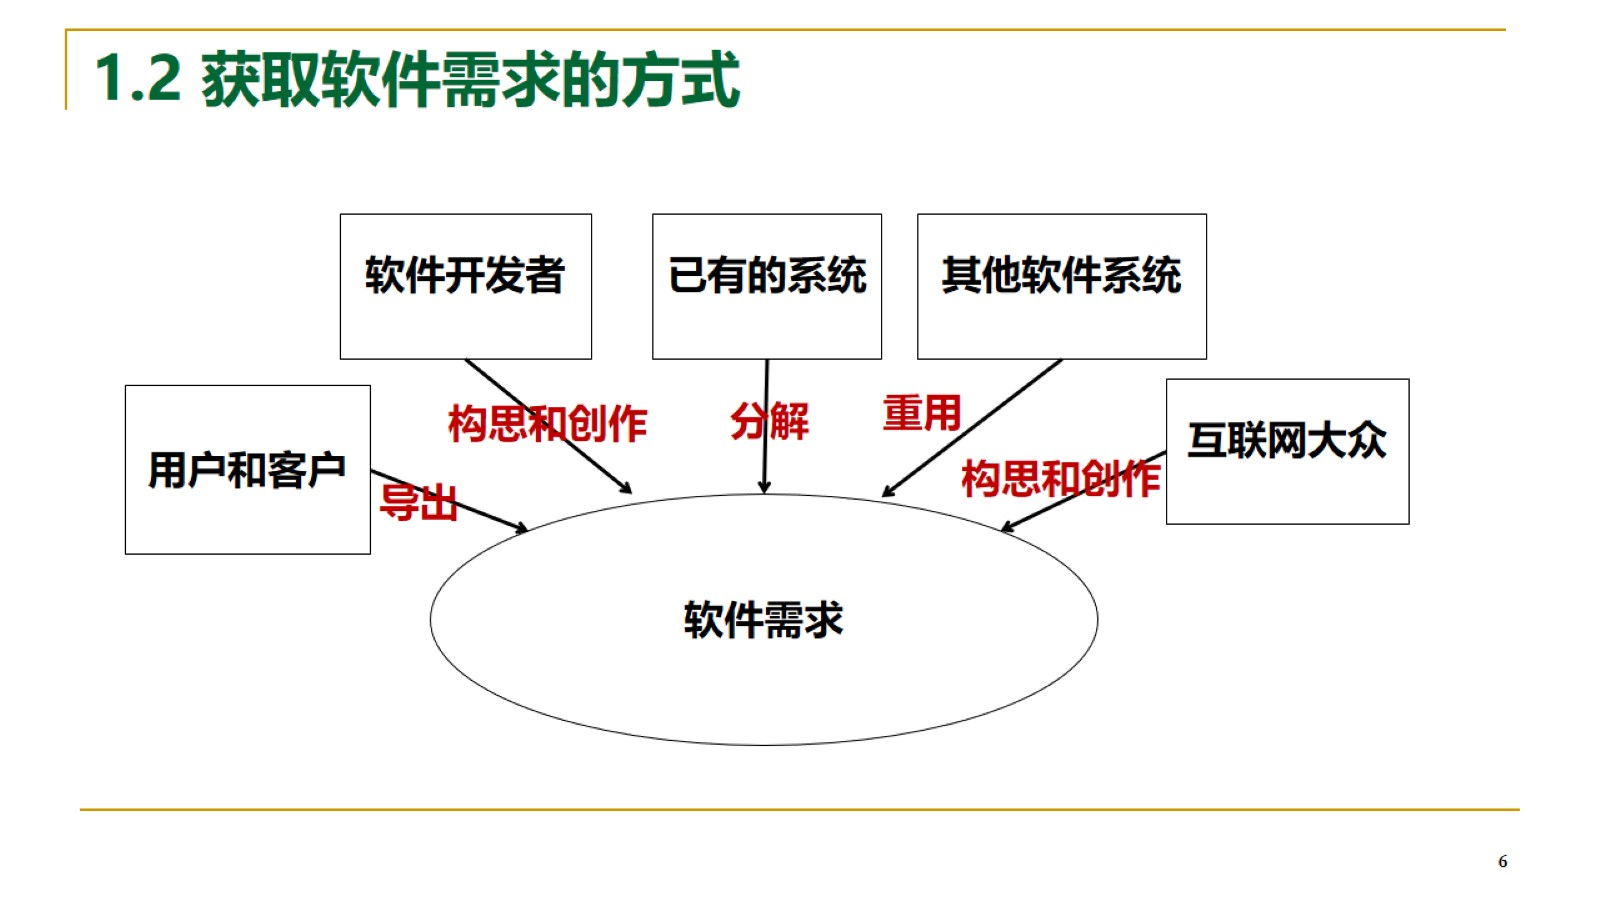 1.2 获取软件需求的方式
软件开发者
已有的系统
其他软件系统
用户和客户
互联网大众
构思和创作
分解
重用
导出
构思和创作
软件需求
6